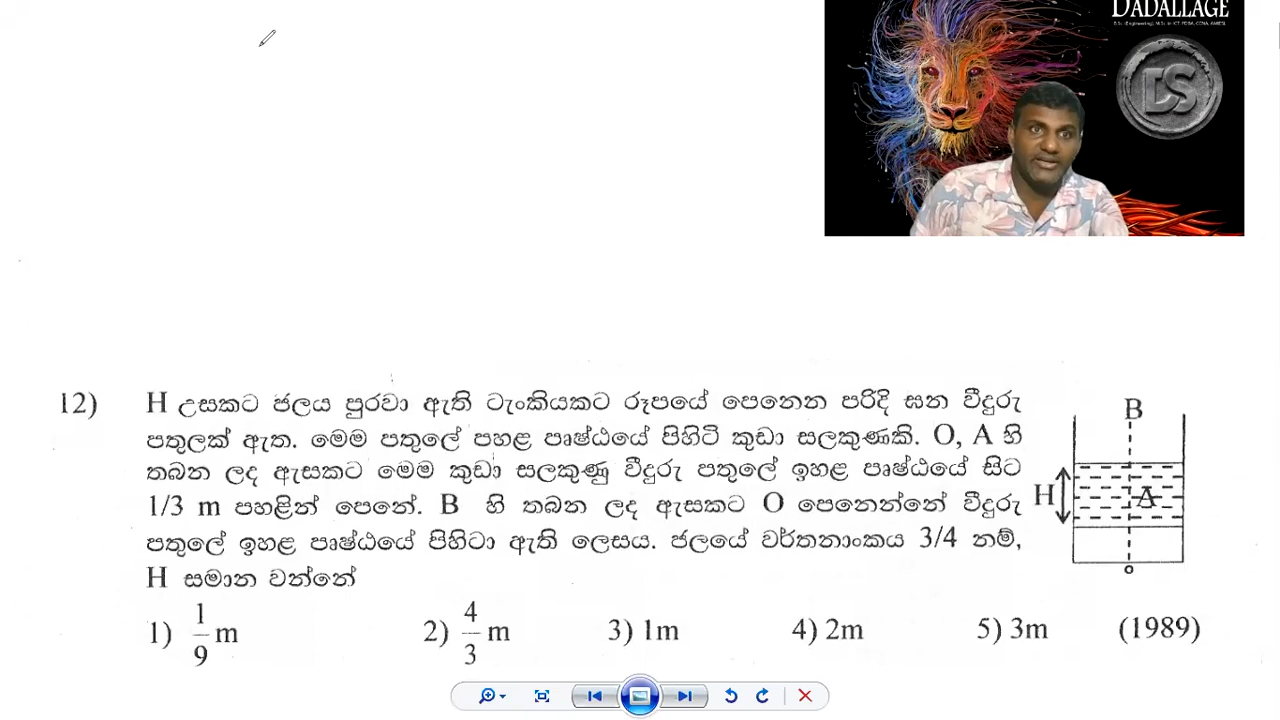 DADALLAGE
DS
12) H උසකට ජලය පුරවා ඇති ටැංකියකට රූපයේ පෙනෙන පරිදි ඝන වීදුරු
පතුලක් ඇත. මෙම පතුලේ පහළ පෘෂ්ඨයේ පිහිටි කුඩා සලකුණකි. O, A හි
තබන ලද ඇසකට මෙම කුඩා සලකුණු වීදුරු පතුලේ ඉහළ පෘෂ්ඨයේ සිට
1/3 m පහළින් පෙනේ. B හි තබන ලද ඇසකට O පෙනෙන්නේ වීදුරු
පතුලේ ඉහළ පෘෂ්ඨයේ පිහිටා ඇති ලෙසය. ජලයේ වර්තනාංකය 3/4 නම්,
H සමාන වන්නේ
1) 1/9 m 2) 4/3 m 3) 1m 4) 2m 5) 3m (1989)
B
H
A
o